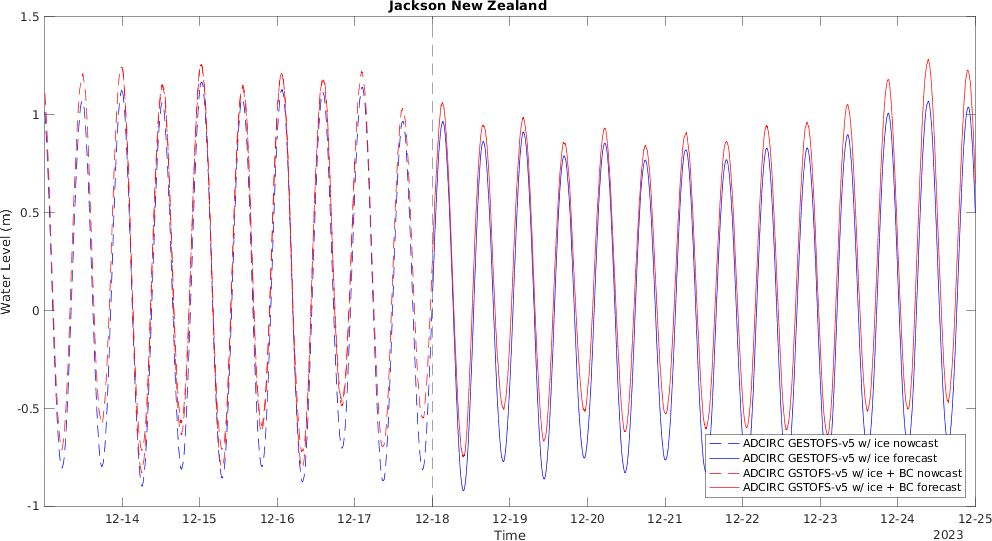 Jackson New Zealand
Water Level (m)
1.5
1
0.5
0
-0.5
-1
ADCIRC GESTOFS-v5 w/ ice nowcast
ADCIRC GESTOFS-v5 w/ ice forecast
ADCIRC GSTOFS-v5 w/ ice + BC nowcast
ADCIRC GSTOFS-v5 w/ ice + BC forecast
12-14 12-15 12-16 12-17 12-18 12-19 12-20 12-21 12-22 12-23 12-24 12-25
Time
2023